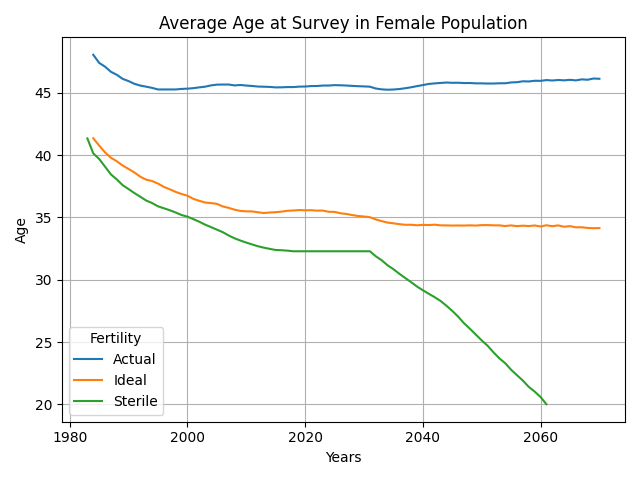 Average Age at Survey in Female Population
Age
45
40
35
30
25
20
Fertility
Actual
Ideal
Sterile
1980
2000
2020
2040
2060
Years